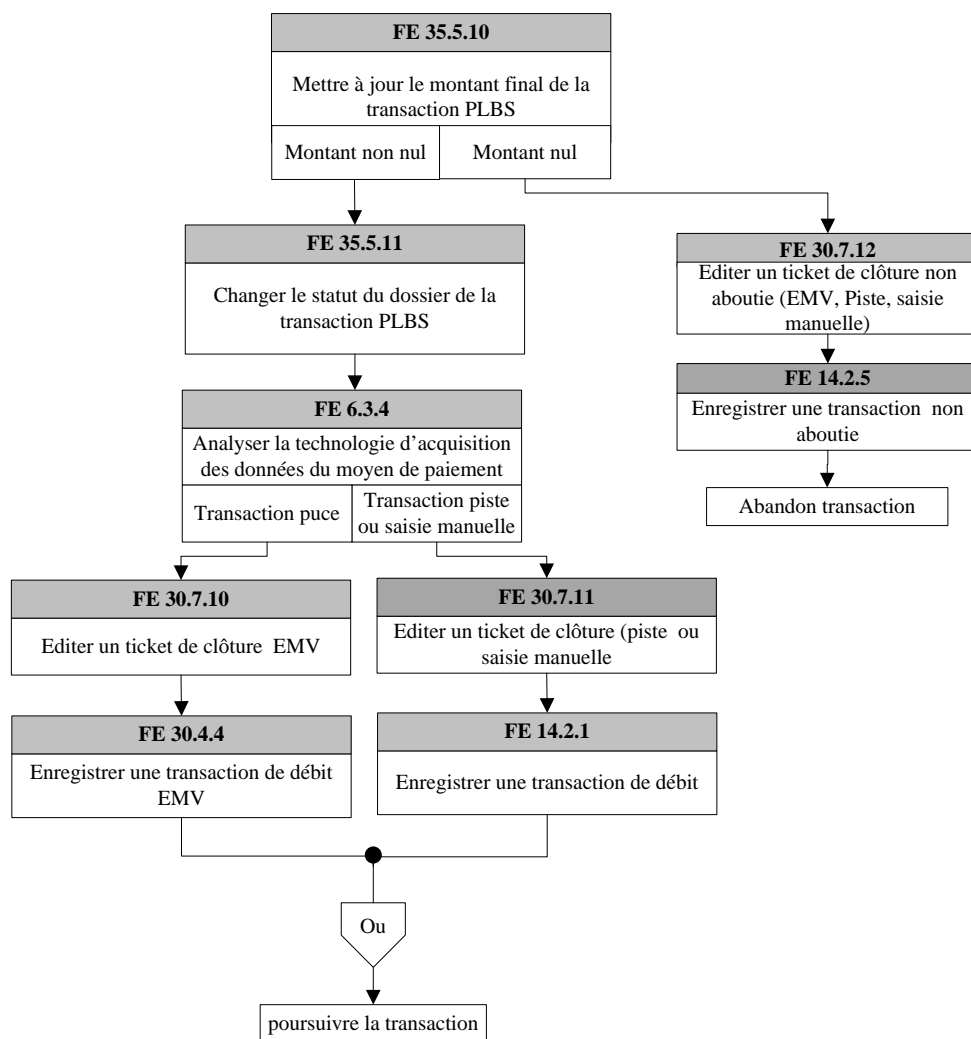 FE 35.5.10
Mettre à jour le montant final de la
transaction PLBS
Montant non nul
Montant nul
FE 35.5.11
Changer le statut du dossier de la
transaction PLBS
FE 30.7.12
Editer un ticket de clôture non
aboutie (EMV, Piste, saisie
manuelle)
FE 14.2.5
Enregistrer une transaction non
aboutie
Abandon transaction
FE 6.3.4
Analyser la technologie d’acquisition
des données du moyen de paiement
Transaction puce
Transaction piste
ou saisie manuelle
FE 30.7.10
Editer un ticket de clôture EMV
FE 30.7.11
Editer un ticket de clôture (piste ou
saisie manuelle
FE 30.4.4
Enregistrer une transaction de débit
EMV
FE 14.2.1
Enregistrer une transaction de débit
Ou
poursuivre la transaction